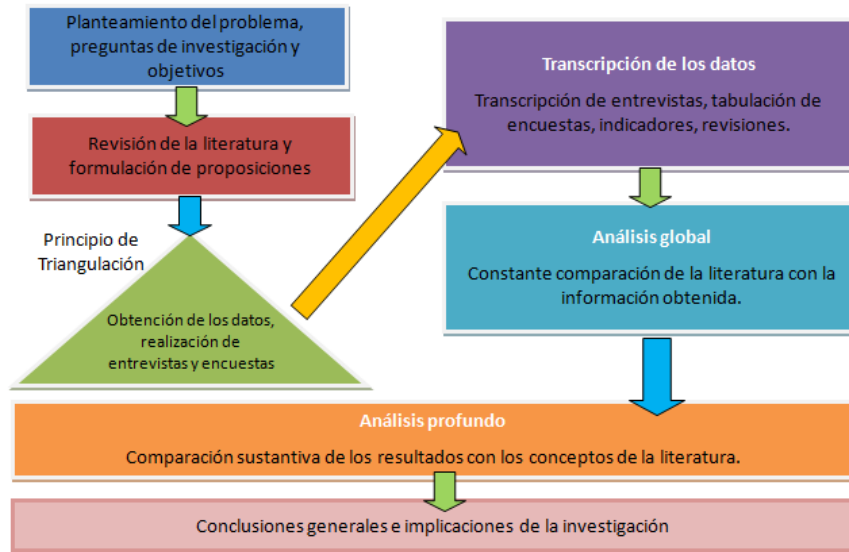 Planteamiento del problema,
preguntas de investigación y
objetivos
Revisión de la literatura y
formulación de proposiciones
Principio de
Triangulación
Obtención de los datos,
realización de
entrevistas y encuestas
Transcripción de los datos
Transcripción de entrevistas, tabulación de
encuestas, indicadores, revisiones.
Análisis global
Constante comparación de la literatura con la
información obtenida.
Análisis profundo
Comparación sustantiva de los resultados con los conceptos de la literatura.
Conclusiones generales e implicaciones de la investigación